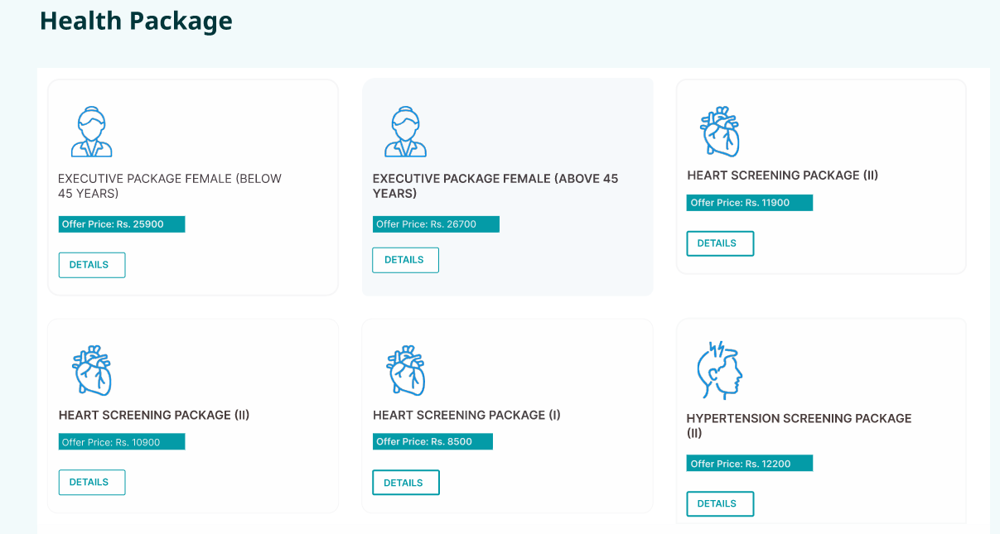 Health Package
EXECUTIVE PACKAGE FEMALE (BELOW
45 YEARS)
Offer Price: Rs. 25900
DETAILS
EXECUTIVE PACKAGE FEMALE (ABOVE 45
YEARS)
Offer Price: Rs. 26700
DETAILS
HEART SCREENING PACKAGE (II)
Offer Price: Rs. 11900
DETAILS
HEART SCREENING PACKAGE (II)
Offer Price: Rs. 10900
DETAILS
HEART SCREENING PACKAGE (I)
Offer Price: Rs. 8500
DETAILS
HYPERTENSION SCREENING PACKAGE
(II)
Offer Price: Rs. 12200
DETAILS